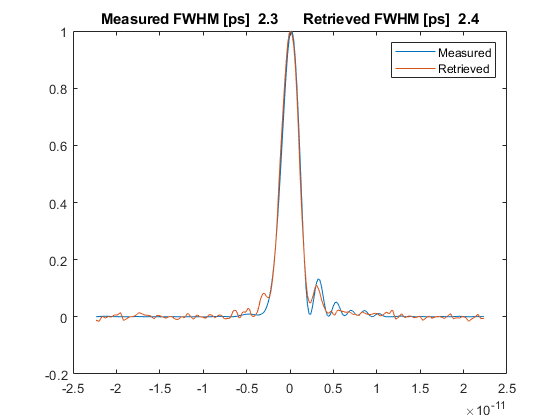 Measured FWHM [ps]  2.3      Retrieved FWHM [ps]  2.4
1
Measured
Retrieved
0.8
0.6
0.4
0.2
0
-0.2
-2.5 -2 -1.5 -1 -0.5 0 0.5 1 1.5 2 2.5
×10-11